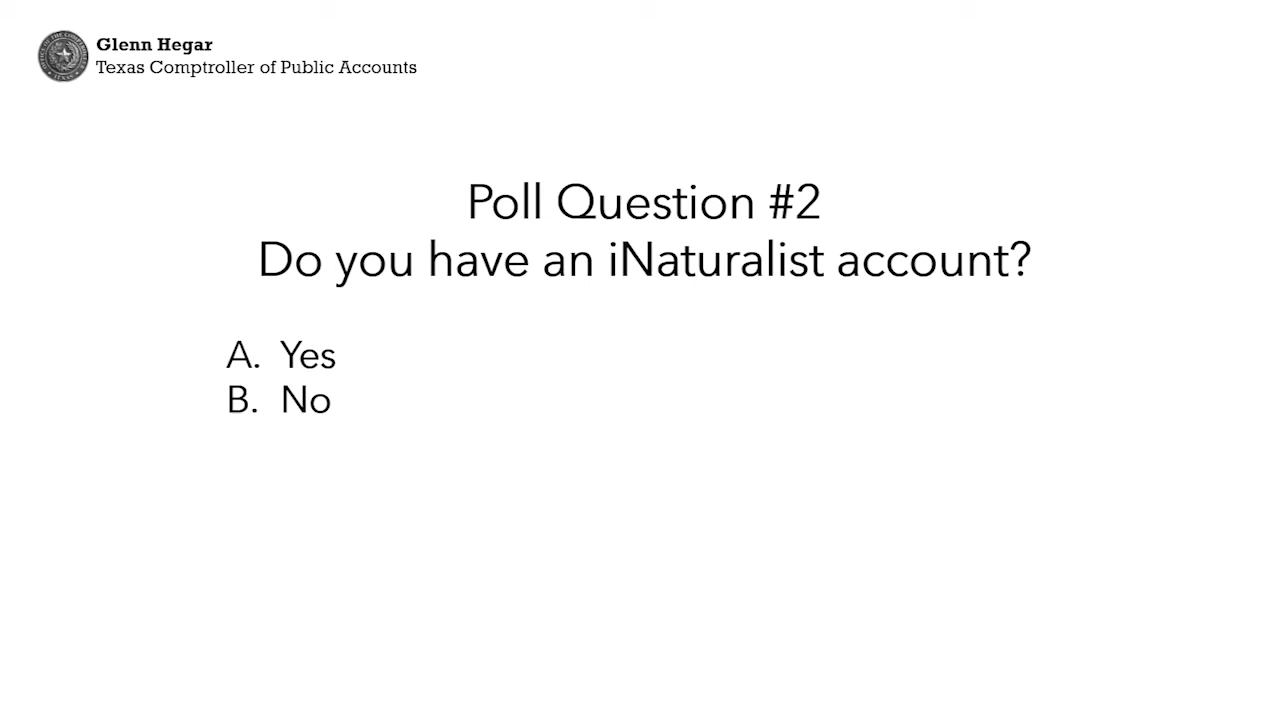 Glenn Hegar
Texas Comptroller of Public Accounts
Poll Question #2
Do you have an iNaturalist account?
A. Yes
B. No